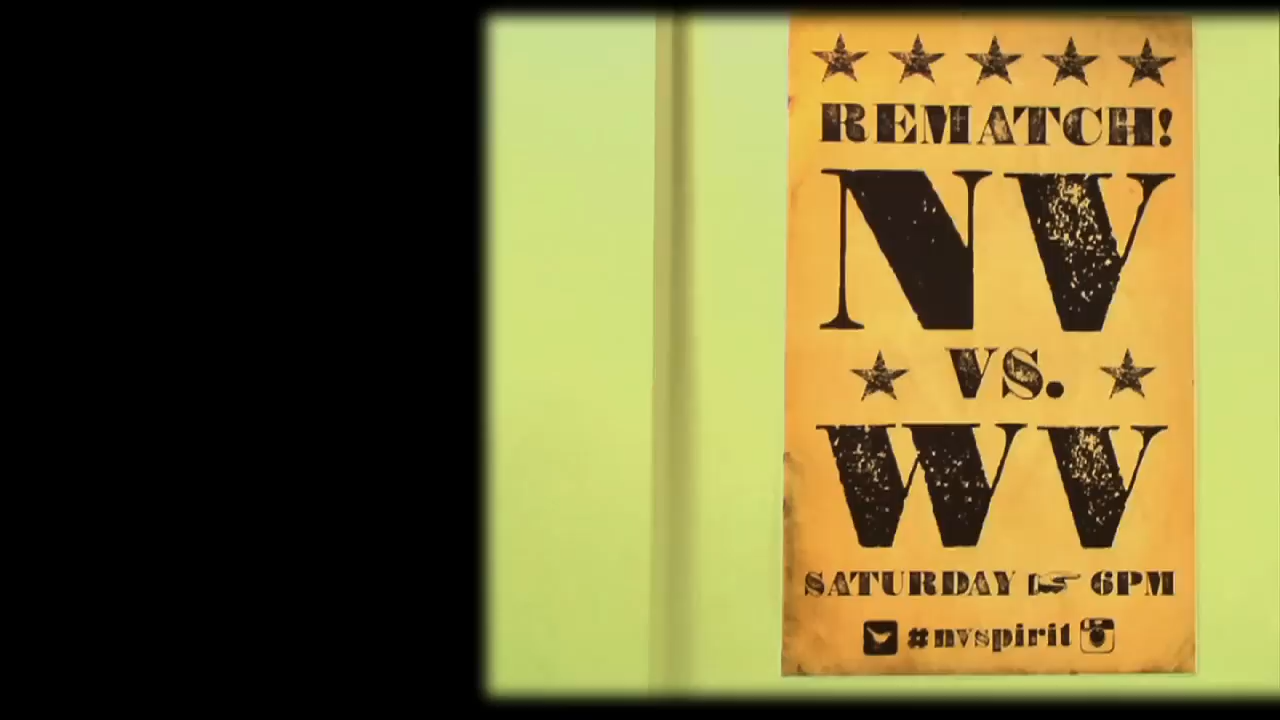 REMATCH!
NV
VS.
WV
SATURDAY 6PM
#nvspirit